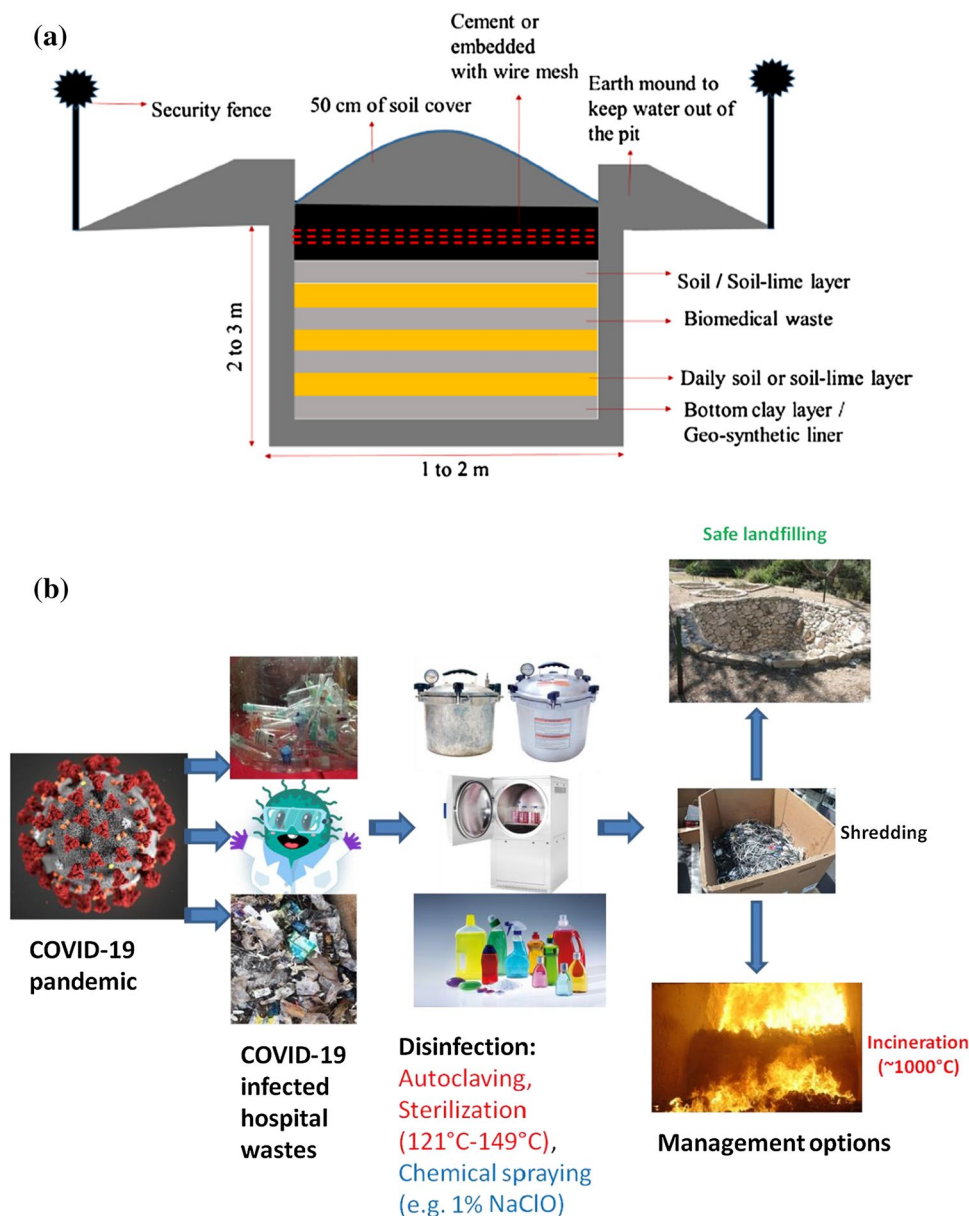 (a)
Cement or
embedded
with wire mesh
Security fence
50 cm of soil cover
Earth mound to
keep water out of
the pit
2 to 3 m
Soil / Soil-lime layer
Biomedical waste
Daily soil or soil-lime layer
Bottom clay layer /
Geo-synthetic liner
1 to 2 m
(b)
Safe landfilling
Shredding
COVID-19
pandemic
COVID-19
infected
hospital
wastes
Disinfection:
Autoclaving,
Sterilization
(121°C-149°C),
Chemical spraying
(e.g. 1% NaClO)
Incineration
(~1000°C)
Management options